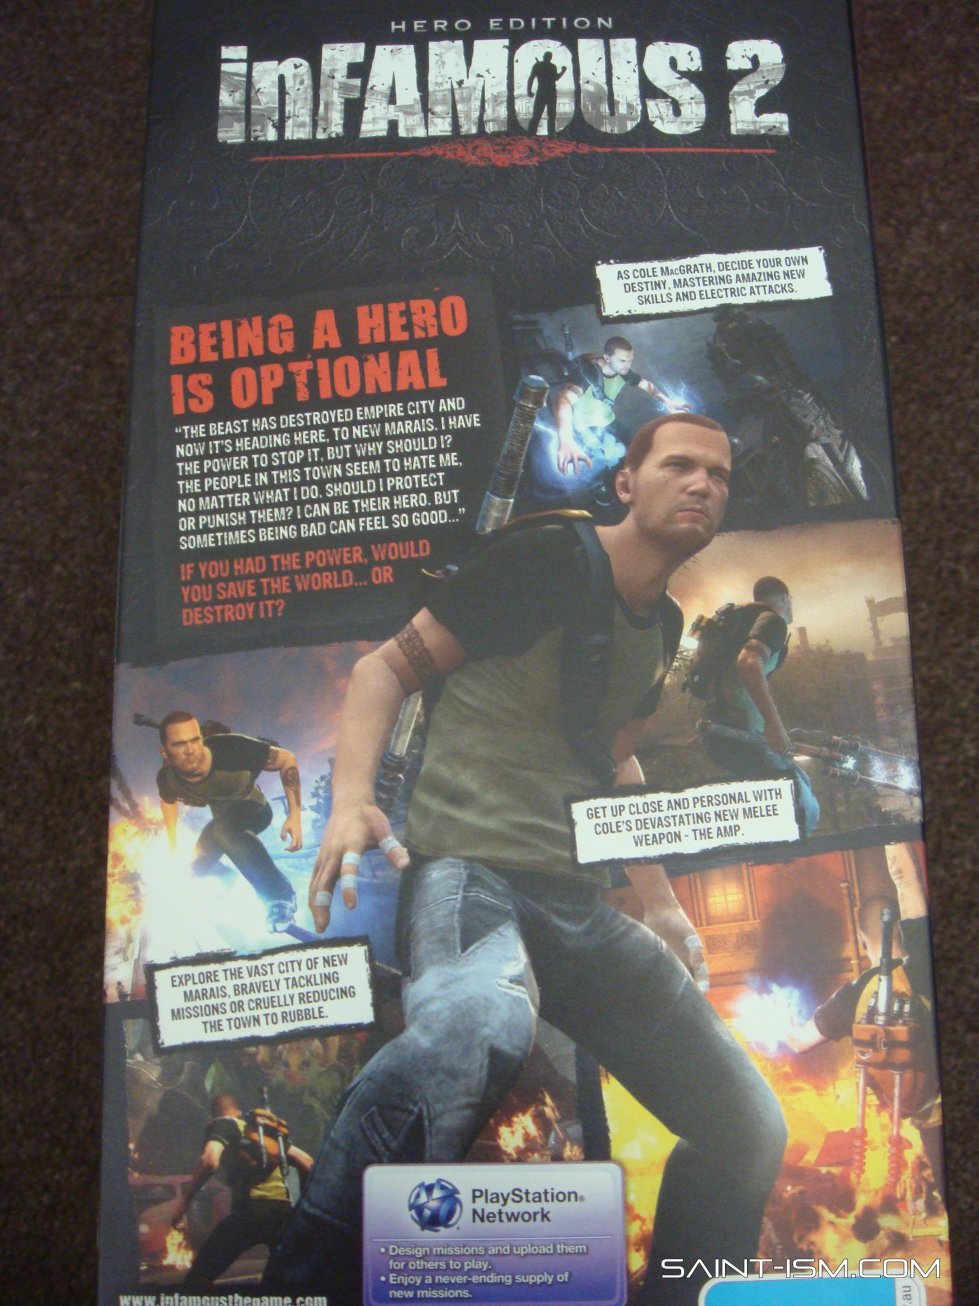 HERO EDITION
inFAMOUS 2
AS COLE MACGRATH, DECIDE YOUR OWN
DESTINY, MASTERING AMAZING NEW
SKILLS AND ELECTRIC ATTACKS.
BEING A HERO
IS OPTIONAL
"THE BEAST HAS DESTROYED EMPIRE CITY AND
NOW IT'S HEADING HERE, TO NEW MARAIS. I HAVE
THE POWER TO STOP IT, BUT WHY SHOULD I?
THE PEOPLE IN THIS TOWN SEEM TO HATE ME,
NO MATTER WHAT I DO. SHOULD I PROTECT
OR PUNISH THEM? I CAN BE THEIR HERO. BUT
SOMETIMES BEING BAD CAN FEEL SO GOOD..."
IF YOU HAD THE POWER, WOULD
YOU SAVE THE WORLD... OR
DESTROY IT?
GET UP CLOSE AND PERSONAL WITH
COLE'S DEVASTATING NEW MELEE
WEAPON - THE AMP.
EXPLORE THE VAST CITY OF NEW
MARAIS, BRAVELY TACKLING
MISSIONS OR CRUELLY REDUCING
THE TOWN TO RUBBLE.
PlayStation®
Network
• Design missions and upload them
for others to play.
• Enjoy a never-ending supply of
new missions.
www.infamousthegame.com
SAINT-ISM.COM
au